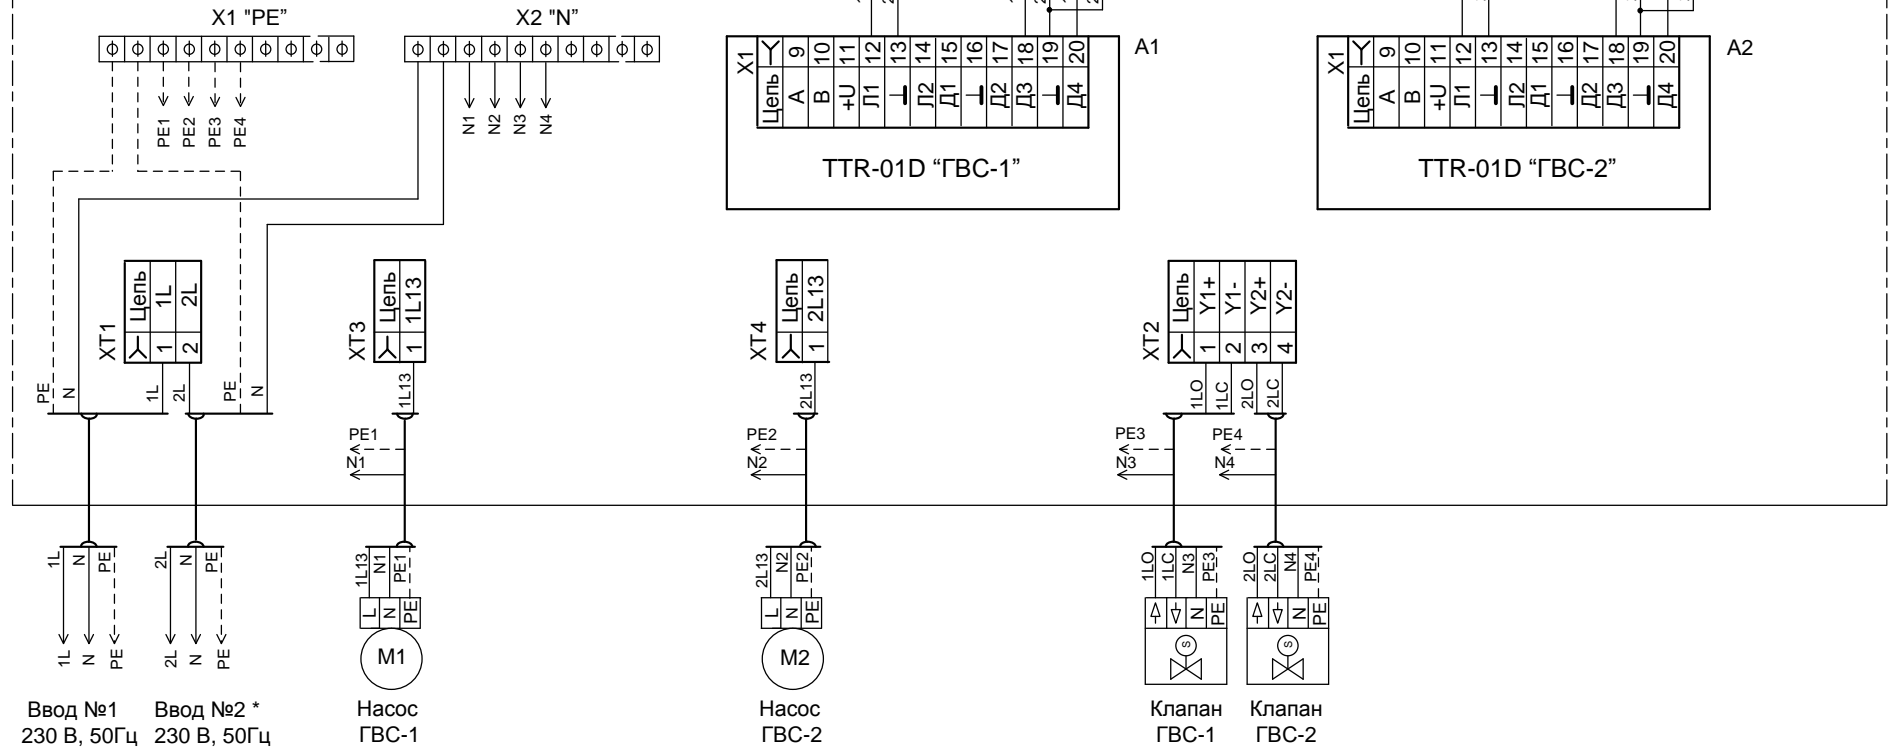 X1 "PE”
X2 "N”
PE1
PE2
PE3
PE4
N1
N2
N3
N4
X1
Цепь
9 10 11 12 13 14 15 16 17 18 19 20
A B +U Л1 ⊥ Л2 Д1 ⊥ Д2 Д3 ⊥ Д4
TTR-01D “ГВС-1”
A1
X1
Цепь
9 10 11 12 13 14 15 16 17 18 19 20
A B +U Л1 ⊥ Л2 Д1 ⊥ Д2 Д3 ⊥ Д4
TTR-01D “ГВС-2”
A2
XT1
Цепь 1L 2L
1 2
XT3
Цепь 1L13
1
XT4
Цепь 2L13
1
XT2
Цепь Y1+ Y1- Y2+ Y2-
1 2 3 4
PE N 1L 2L PE N
1L13
2L13
1LO 1LC 2LO 2LC
PE1
N1
PE2
N2
PE3
N3
PE4
N4
1L N PE
2L N PE
1L13 N1 PE1
2L13 N2 PE2
1LO 1LC N3 PE3
2LO 2LC N4 PE4
L N PE
L N PE
N PE
N PE
M1
M2
S
S
1L N PE
2L N PE
Ввод №1
230 В, 50Гц
Ввод №2 *
230 В, 50Гц
Насос
ГВС-1
Насос
ГВС-2
Клапан
ГВС-1
Клапан
ГВС-2